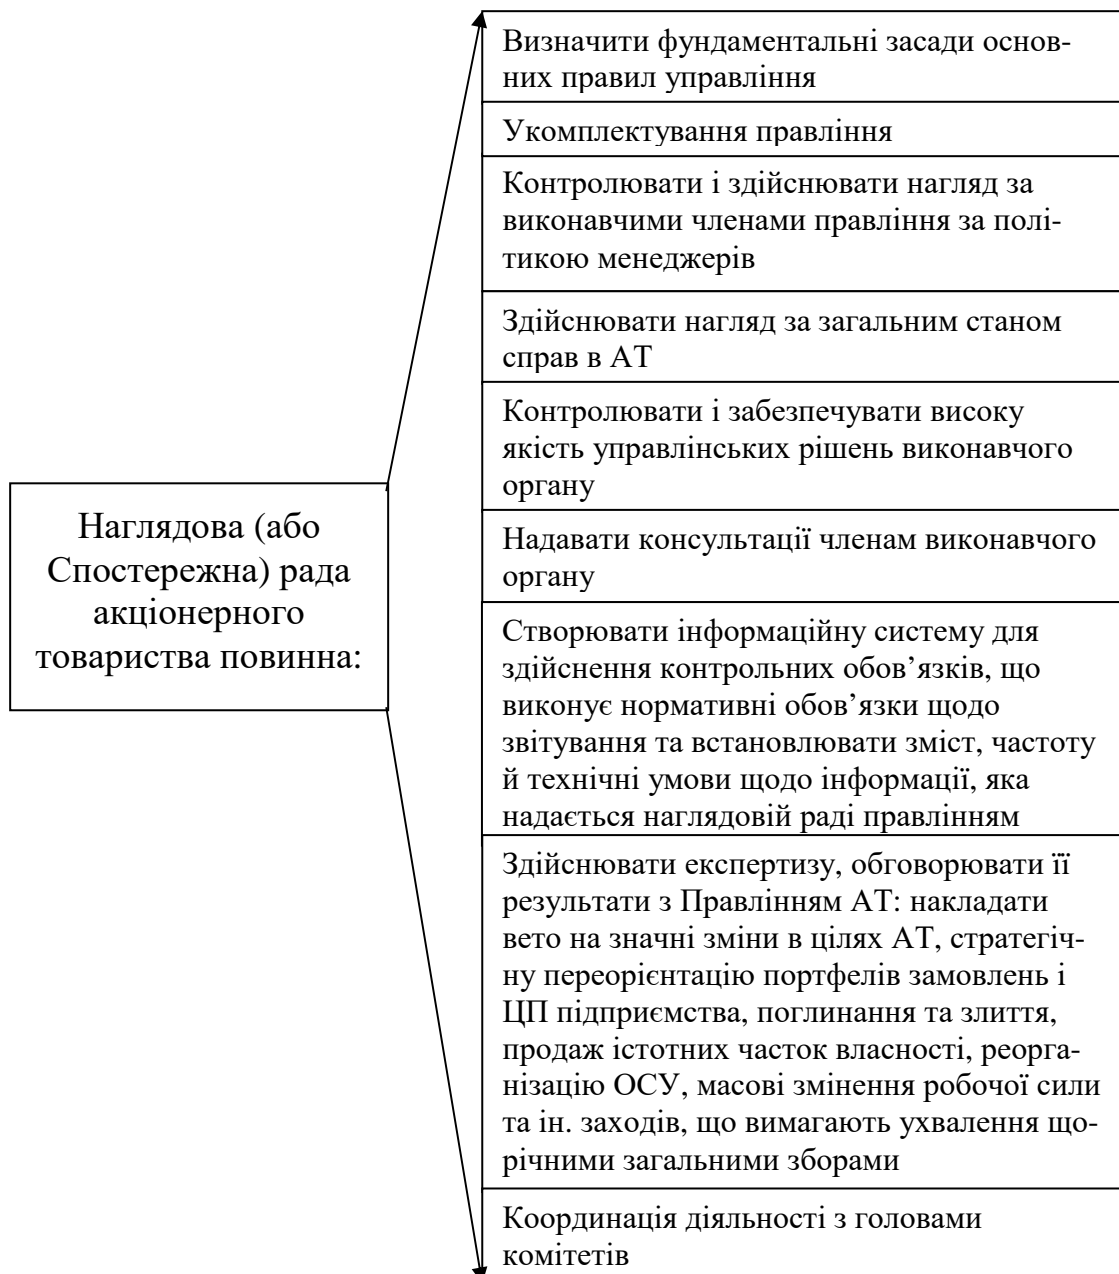 Визначити фундаментальні засади основ-
них правил управління
Укомплектування правління
Контролювати і здійснювати нагляд за
виконавчими членами правління за полі-
тикою менеджерів
Здійснювати нагляд за загальним станом
справ в АТ
Контролювати і забезпечувати високу
якість управлінських рішень виконавчого
органу
Наглядова (або
Спостережна) рада
акціонерного
товариства повинна:
Надавати консультації членам виконавчого
органу
Створювати інформаційну систему для
здійснення контрольних обов’язків, що
виконує нормативні обов’язки щодо
звітування та встановлювати зміст, частоту
й технічні умови щодо інформації, яка
надається наглядовій раді правлінням
Здійснювати експертизу, обговорювати її
результати з Правлінням АТ: накладати
вето на значні зміни в цілях АТ, стратегіч-
ну переорієнтацію портфелів замовлень і
ЦП підприємства, поглинання та злиття,
продаж істотних часток власності, реорга-
нізацію ОСУ, масові змінення робочої сили
та ін. заходів, що вимагають ухвалення що-
річними загальними зборами
Координація діяльності з головами
комітетів